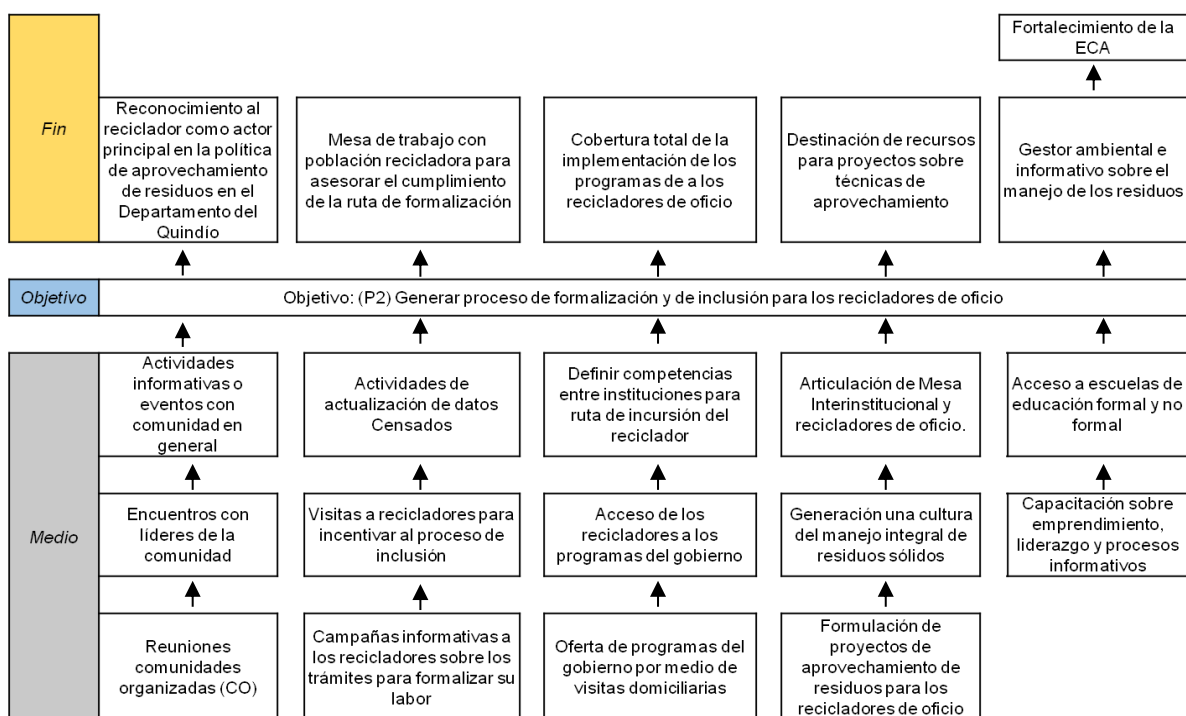 Fortalecimiento de la
ECA
Fin
Reconocimiento al
reciclador como actor
principal en la política
de aprovechamiento
de residuos en el
Departamento del
Quindío
Mesa de trabajo con
población recicladora para
asesorar el cumplimiento
de la ruta de formalización
Cobertura total de la
implementación de los
programas de a los
recicladores de oficio
Destinación de recursos
para proyectos sobre
técnicas de
aprovechamiento
Gestor ambiental e
informativo sobre el
manejo de los residuos
Objetivo
Objetivo: (P2) Generar proceso de formalización y de inclusión para los recicladores de oficio
Medio
Actividades
informativas o
eventos con
comunidad en
general
Actividades de
actualización de datos
Censados
Definir competencias
entre instituciones para
ruta de incursión del
reciclador
Articulación de Mesa
Interinstitucional y
recicladores de oficio.
Acceso a escuelas de
educación formal y no
formal
Encuentros con
líderes de la
comunidad
Visitas a recicladores para
incentivar al proceso de
inclusión
Acceso de los
recicladores a los
programas del gobierno
Generación una cultura
del manejo integral de
residuos sólidos
Capacitación sobre
emprendimiento,
liderazgo y procesos
informativos
Reuniones
comunidades
organizadas (CO)
Campañas informativas a
los recicladores sobre los
trámites para formalizar su
labor
Oferta de programas del
gobierno por medio de
visitas domiciliarias
Formulación de
proyectos de
aprovechamiento de
residuos para los
recicladores de oficio